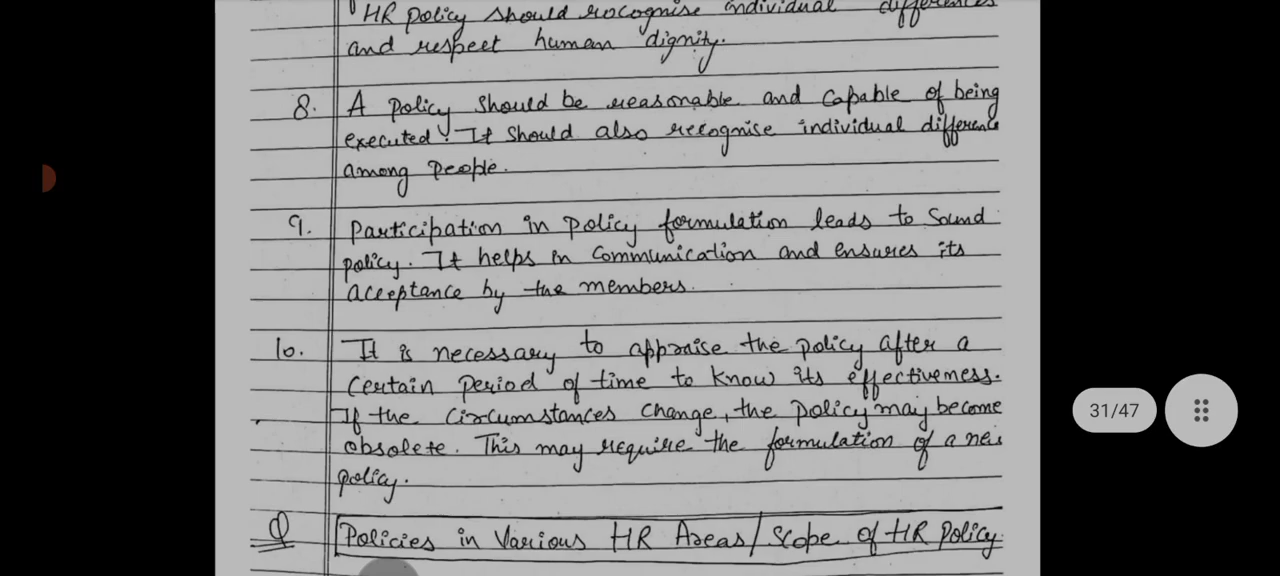 HR policy should recognise individual differences
and respect human dignity.
8. A policy should be reasonable and capable of being
executed. It should also recognise individual difference
among people.
9. Participation in policy formulation leads to sound
policy. It helps in communication and ensures its
acceptance by the members.
10. It is necessary to appraise the policy after a
certain period of time to know its effectiveness.
If the circumstances change, the policy may become
obsolete. This may require the formulation of a new
policy.
Q Policies in Various HR Areas/Scope of HR Policy
31/47